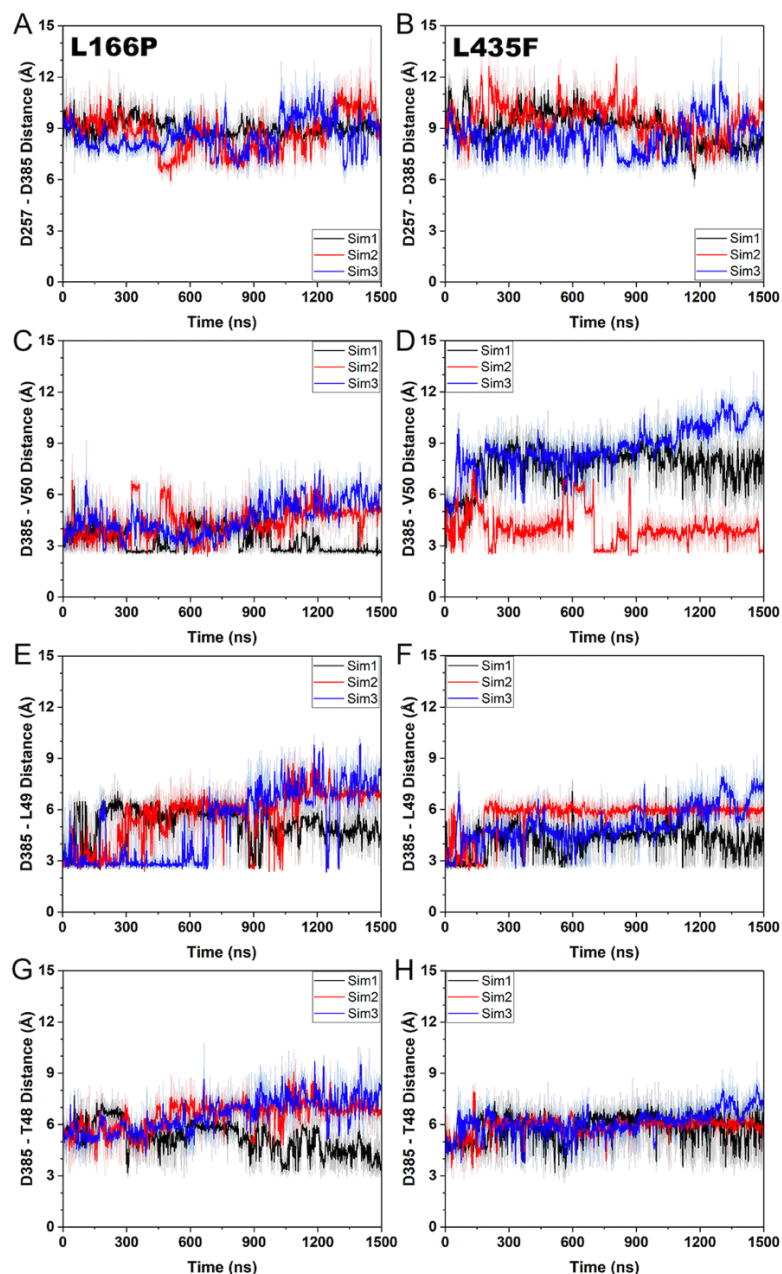 A
L166P
D257 - D385 Distance (Å)
15
12
9
6
3
0
Sim1
Sim2
Sim3
0
300
600
900
1200
1500
Time (ns)
B
L435F
D257 - D385 Distance (Å)
15
12
9
6
3
0
Sim1
Sim2
Sim3
0
300
600
900
1200
1500
Time (ns)
C
D385 - V50 Distance (Å)
15
12
9
6
3
0
Sim1
Sim2
Sim3
0
300
600
900
1200
1500
Time (ns)
D
D385 - V50 Distance (Å)
15
12
9
6
3
0
Sim1
Sim2
Sim3
0
300
600
900
1200
1500
Time (ns)
E
D385 - L49 Distance (Å)
15
12
9
6
3
0
Sim1
Sim2
Sim3
0
300
600
900
1200
1500
Time (ns)
F
D385 - L49 Distance (Å)
15
12
9
6
3
0
Sim1
Sim2
Sim3
0
300
600
900
1200
1500
Time (ns)
G
D385 - T48 Distance (Å)
15
12
9
6
3
0
Sim1
Sim2
Sim3
0
300
600
900
1200
1500
Time (ns)
H
D385 - T48 Distance (Å)
15
12
9
6
3
0
Sim1
Sim2
Sim3
0
300
600
900
1200
1500
Time (ns)